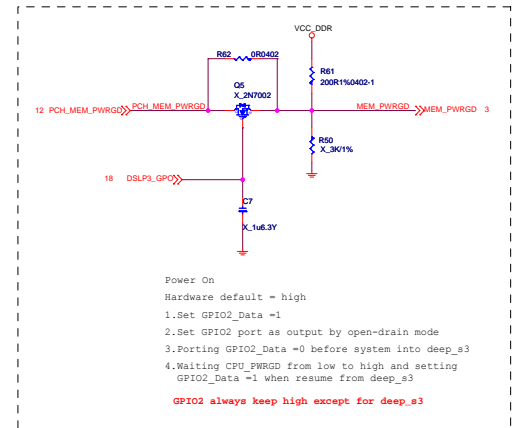 VCC_DDR
R62
0R0402
R61
200R1%0402-1
Q5
X_2N7002
12 PCH_MEM_PWRGD
PCH_MEM_PWRGD
MEM_PWRGD
MEM_PWRGD 3
R50
X_3K/1%
18 DSLP3_GPO
C7
X_1u6.3Y
Power On
Hardware default = high
1.Set GPIO2_Data =1
2.Set GPIO2 port as output by open-drain mode
3.Porting GPIO2_Data =0 before system into deep_s3
4.Waiting CPU_PWRGD from low to high and setting
GPIO2_Data =1 when resume from deep_s3
GPIO2 always keep high except for deep_s3